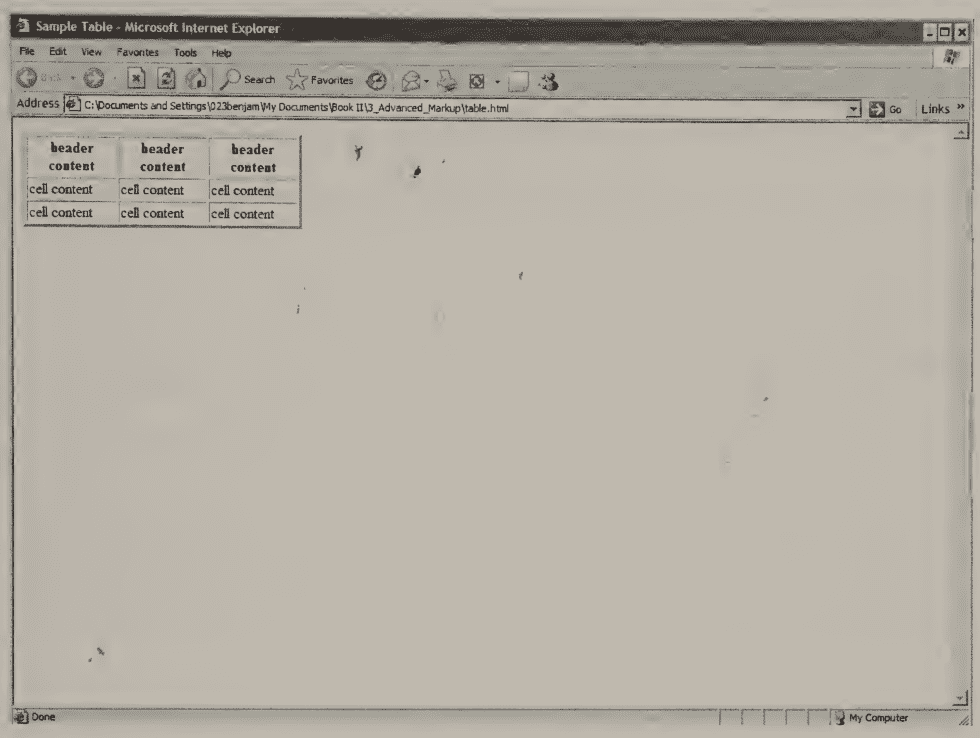 Sample Table - Microsoft Internet Explorer
File Edit View Favorites Tools Help
Back Search Favorites
Address C:\Documents and Settings\023benjam\My Documents\Book II\3_Advanced_Markup\table.html Go Links »
header content header content header content
cell content cell content cell content
cell content cell content cell content
Done My Computer